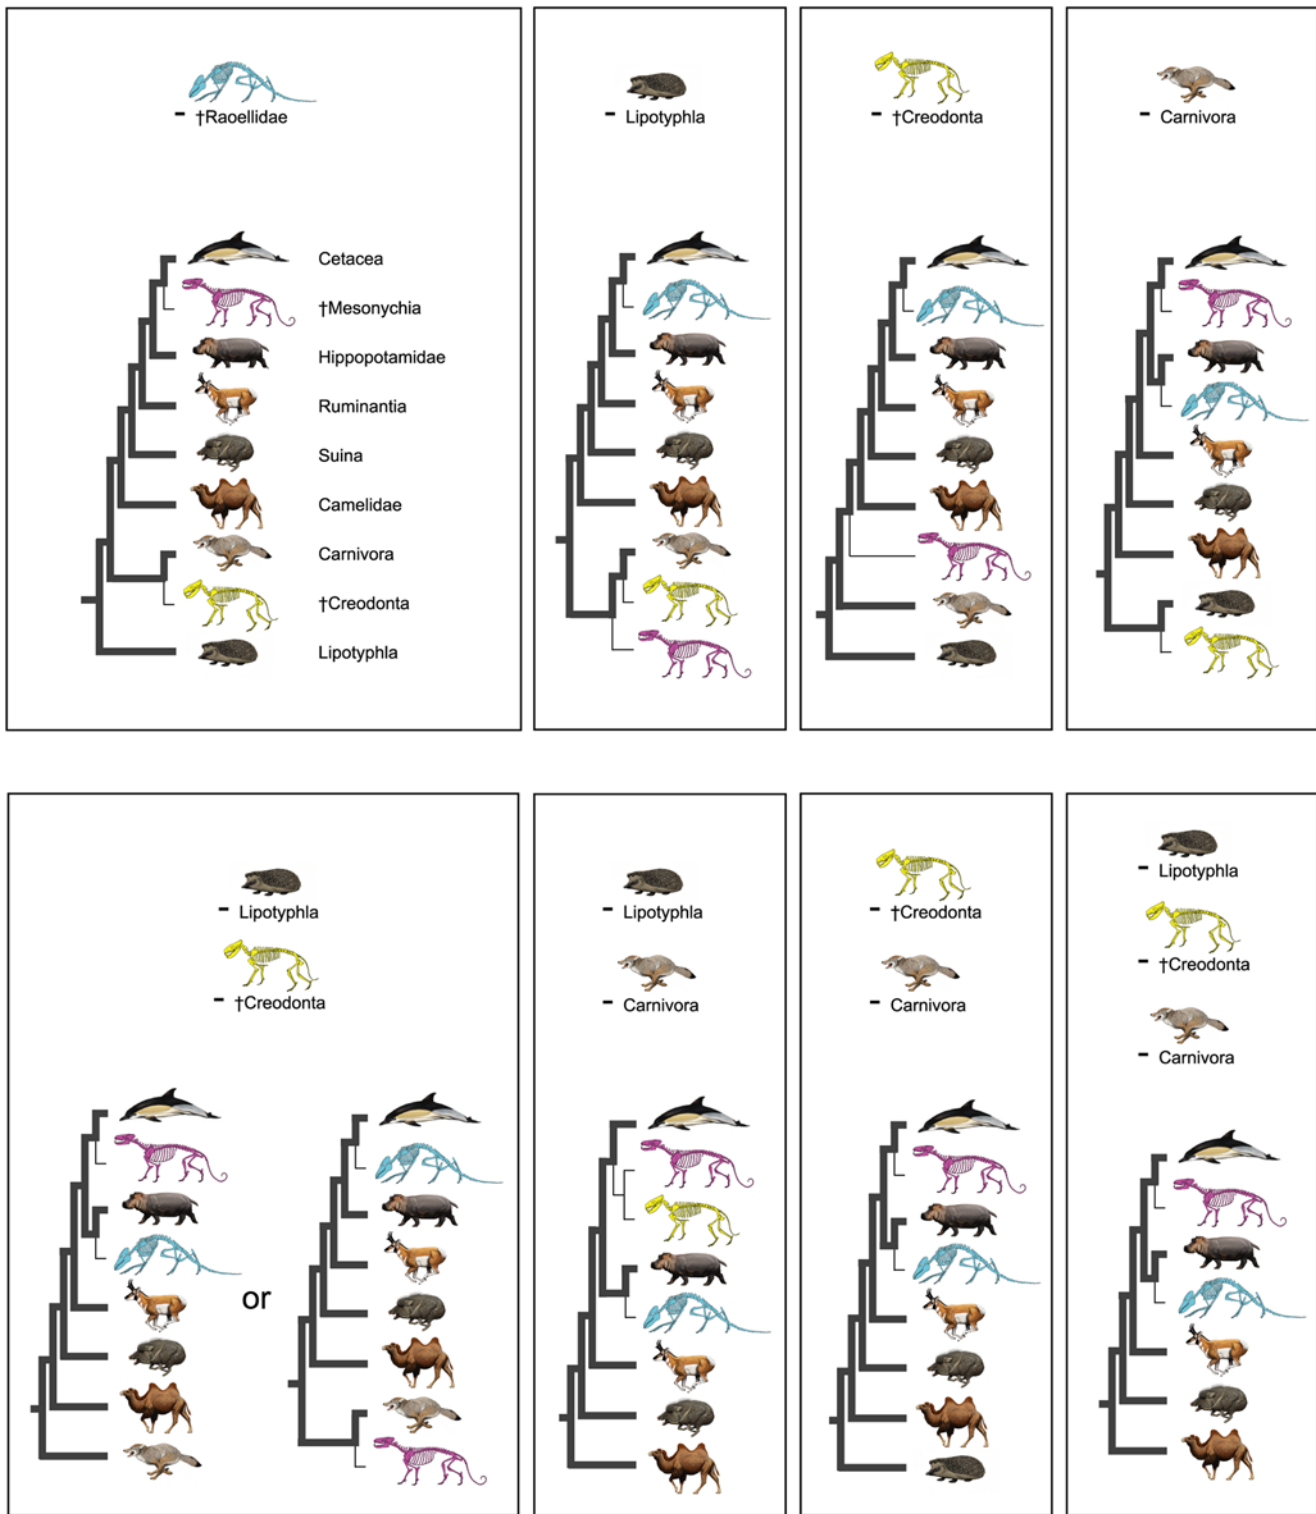 - †Raoellidae
- Lipotyphla
- †Creodonta
- Carnivora
Cetacea
†Mesonychia
Hippopotamidae
Ruminantia
Suina
Camelidae
Carnivora
†Creodonta
Lipotyphla
- Lipotyphla
- †Creodonta
or
- Lipotyphla
- Carnivora
- †Creodonta
- Carnivora
- Lipotyphla
- †Creodonta
- Carnivora